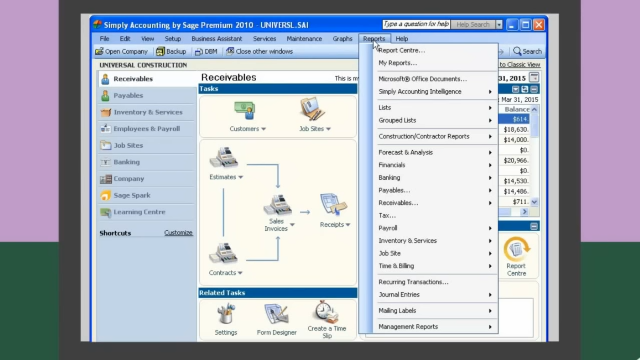 Simply Accounting by Sage Premium 2010 - UNIVERSL.SAI
Type a question for help Help Search
File Edit View Setup Business Assistant Services Maintenance Graphs Reports Help
Open Company Backup DBM Close other windows Search
UNIVERSAL CONSTRUCTION
to Classic View
Receivables
Payables
Inventory & Services
Employees & Payroll
Job Sites
Banking
Company
Sage Spark
Learning Centre
Shortcuts Customize
Receivables This is m
Tasks
Customers
Job Sites
Estimates
Sales Invoices
Receipts
Contracts
Related Tasks
Settings
Form Designer
Create a Time Slip
Report Centre...
My Reports...
Microsoft® Office Documents...
Simply Accounting Intelligence
Lists
Grouped Lists
Construction/Contractor Reports
Forecast & Analysis
Financials
Banking
Payables...
Receivables...
Tax...
Payroll
Inventory & Services
Job Site
Time & Billing
Recurring Transactions...
Journal Entries
Mailing Labels
Management Reports
31, 2015
Mar 31, 2015
Balance
$614.
$18,630.
$14,000.
$0.
$20,966.
$0.
$14,530.
$14,486.
$711.
Report Centre